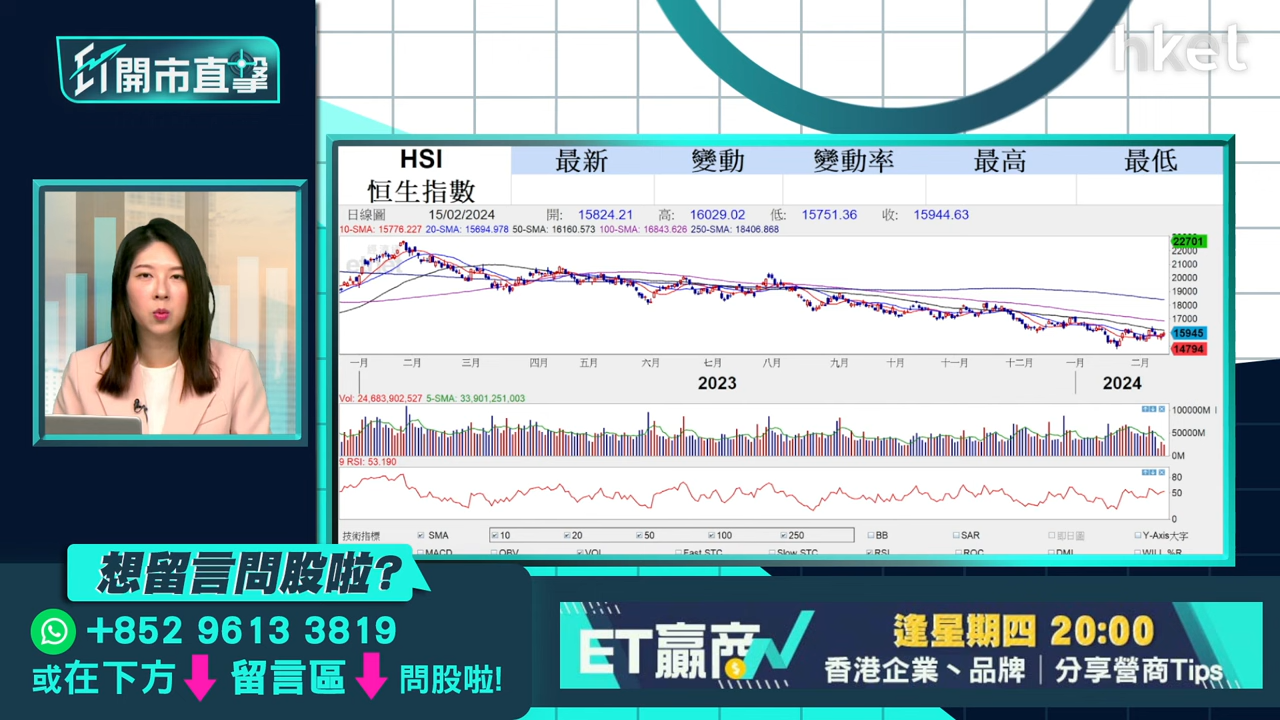 ET開市直擊
hket
HSI 最新 變動 變動率 最高 最低
恒生指數
日線圖 15/02/2024 開: 15824.21 高: 16029.02 低: 15751.36 收: 15944.63
10-SMA: 15776.227 20-SMA: 15694.978 50-SMA: 16160.573 100-SMA: 16843.626 250-SMA: 18406.868
22701
22000
21000
20000
19000
18000
17000
15945
14794
一月 二月 三月 四月 五月 六月 七月 八月 九月 十月 十一月 十二月 一月 二月
2023 2024
Vol: 24,683,902,527 5-SMA: 33,901,251,003
100000M
50000M
0M
9 RSI: 53.190
80
50
0
技術指標 SMA 10 20 50 100 250 BB SAR 即日圖 Y-Axis大字
MACD OBV VOL Fast STC Slow STC RSI ROC DMI WILL %R
想留言問股啦?
+852 9613 3819
或在下方 留言區 問股啦!
ET贏商
逢星期四 20:00
香港企業、品牌｜分享營商Tips